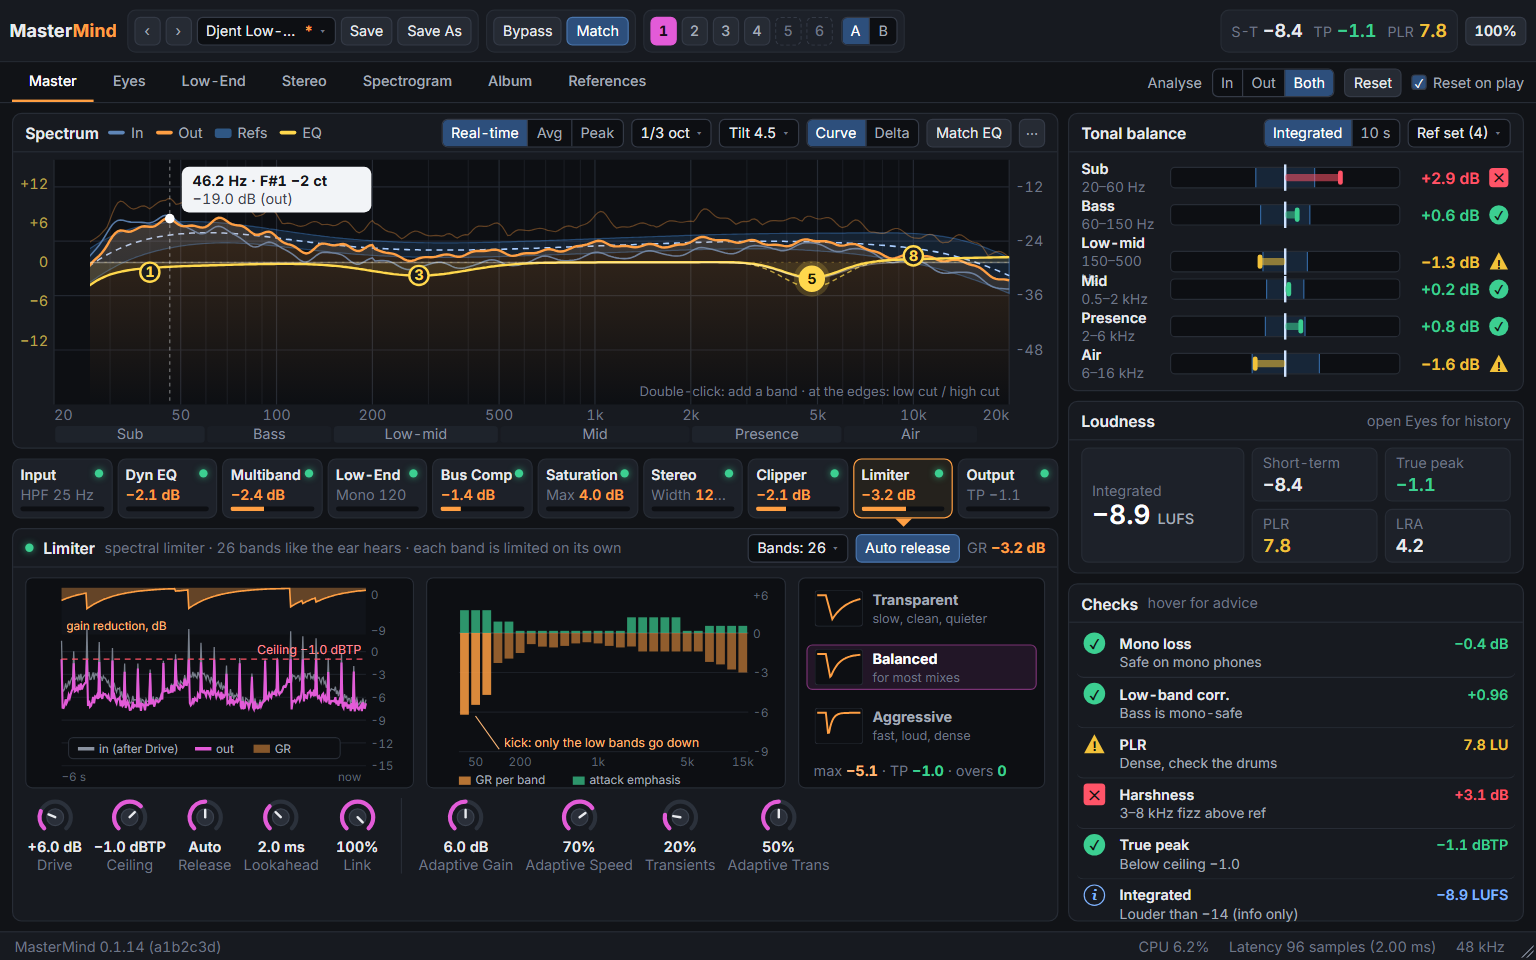 MasterMind ‹ › Djent Low-... * Save Save As Bypass Match 1 2 3 4 5 6 A B S-T −8.4 TP −1.1 PLR 7.8 100%
Master Eyes Low-End Stereo Spectrogram Album References Analyse In Out Both Reset Reset on play
Spectrum In Out Refs EQ Real-time Avg Peak 1/3 oct Tilt 4.5 Curve Delta Match EQ ...
46.2 Hz · F#1 −2 ct
−19.0 dB (out)
+12 −12
+6 −24
0
−6 −36
−12 −48
1 3 5 8
Double-click: add a band · at the edges: low cut / high cut
20 50 100 200 500 1k 2k 5k 10k 20k
Sub Bass Low-mid Mid Presence Air
Tonal balance Integrated 10 s Ref set (4)
Sub
20–60 Hz +2.9 dB
Bass
60–150 Hz +0.6 dB
Low-mid
150–500 −1.3 dB
Mid
0.5–2 kHz +0.2 dB
Presence
2–6 kHz +0.8 dB
Air
6–16 kHz −1.6 dB
Input Dyn EQ Multiband Low-End Bus Comp Saturation Stereo Clipper Limiter Output
HPF 25 Hz −2.1 dB −2.4 dB Mono 120 −1.4 dB Max 4.0 dB Width 12... −2.1 dB −3.2 dB TP −1.1
Loudness open Eyes for history
Integrated
−8.9 LUFS
Short-term
−8.4
True peak
−1.1
PLR
7.8
LRA
4.2
Limiter spectral limiter · 26 bands like the ear hears · each band is limited on its own Bands: 26 Auto release GR −3.2 dB
gain reduction, dB
Ceiling −1.0 dBTP
0
−9
0
−3
−6
−9
−12
−15
in (after Drive) out GR
−6 s now
+6
0
−3
−6
−9
kick: only the low bands go down
50 200 1k 5k 15k
GR per band attack emphasis
Transparent
slow, clean, quieter
Balanced
for most mixes
Aggressive
fast, loud, dense
max −5.1 · TP −1.0 · overs 0
+6.0 dB −1.0 dBTP Auto 2.0 ms 100% 6.0 dB 70% 20% 50%
Drive Ceiling Release Lookahead Link Adaptive Gain Adaptive Speed Transients Adaptive Trans
Checks hover for advice
Mono loss −0.4 dB
Safe on mono phones
Low-band corr. +0.96
Bass is mono-safe
PLR 7.8 LU
Dense, check the drums
Harshness +3.1 dB
3–8 kHz fizz above ref
True peak −1.1 dBTP
Below ceiling −1.0
Integrated −8.9 LUFS
Louder than −14 (info only)
MasterMind 0.1.14 (a1b2c3d) CPU 6.2% Latency 96 samples (2.00 ms) 48 kHz